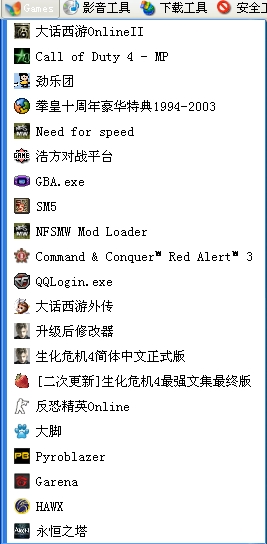 Games 影音工具 下载工具 安全工
大话西游OnlineII
Call of Duty 4 - MP
劲乐团
拳皇十周年豪华特典1994-2003
Need for speed
浩方对战平台
GBA.exe
SM5
NFSMW Mod Loader
Command & Conquer™ Red Alert™ 3
QQLogin.exe
大话西游外传
升级后修改器
生化危机4简体中文正式版
[二次更新]生化危机4最强文集最终版
反恐精英Online
大脚
Pyroblazer
Garena
HAWX
永恒之塔